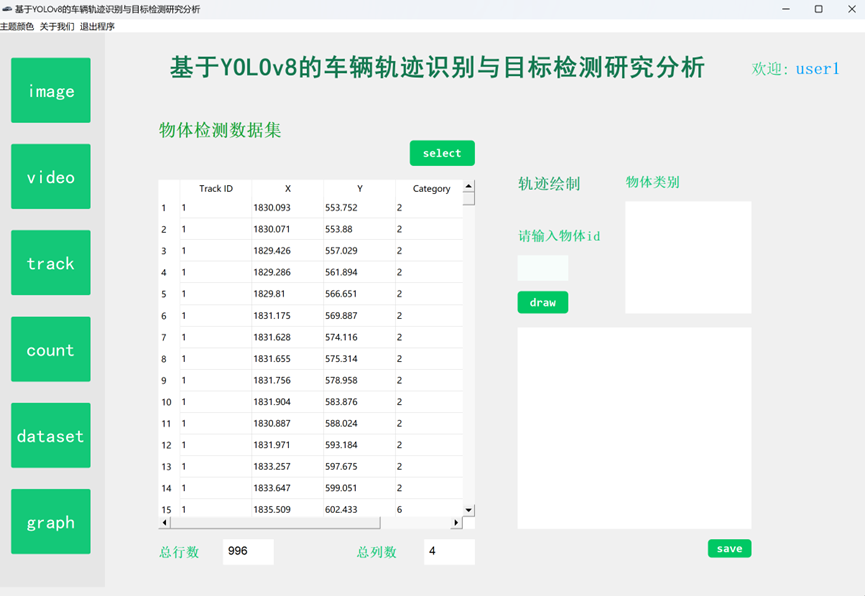 基于YOLOv8的车辆轨迹识别与目标检测研究分析
主题颜色 关于我们 退出程序
基于YOLOv8的车辆轨迹识别与目标检测研究分析
欢迎: user1
image
video
track
count
dataset
graph
物体检测数据集
select
Track ID X Y Category
1 1 1830.093 553.752 2
2 1 1830.071 553.88 2
3 1 1829.426 557.029 2
4 1 1829.286 561.894 2
5 1 1829.81 566.651 2
6 1 1831.175 569.887 2
7 1 1831.628 574.116 2
8 1 1831.655 575.314 2
9 1 1831.756 578.958 2
10 1 1831.904 583.876 2
11 1 1830.887 588.024 2
12 1 1831.971 593.184 2
13 1 1833.257 597.675 2
14 1 1833.647 599.051 2
15 1 1835.509 602.433 6
总行数 996 总列数 4
轨迹绘制 物体类别
请输入物体id
draw
save